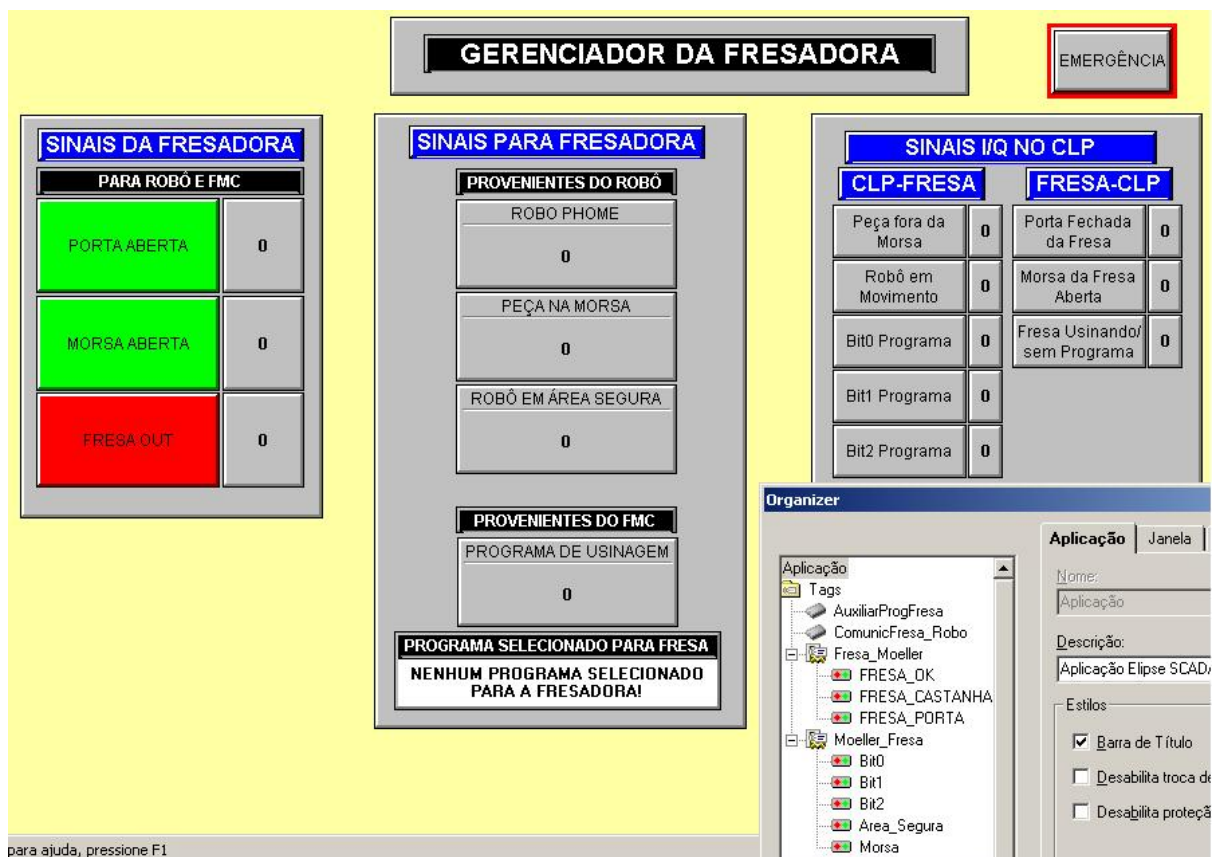 GERENCIADOR DA FRESADORA
EMERGÊNCIA
SINAIS DA FRESADORA
PARA ROBÔ E FMC
PORTA ABERTA
0
MORSA ABERTA
0
FRESA OUT
0
SINAIS PARA FRESADORA
PROVENIENTES DO ROBÔ
ROBO PHOME
0
PEÇA NA MORSA
0
ROBÔ EM ÁREA SEGURA
0
PROVENIENTES DO FMC
PROGRAMA DE USINAGEM
0
PROGRAMA SELECIONADO PARA FRESA
NENHUM PROGRAMA SELECIONADO
PARA A FRESADORA!
SINAIS I/Q NO CLP
CLP-FRESA
Peça fora da
Morsa
0
Robô em
Movimento
0
Bit0 Programa
0
Bit1 Programa
0
Bit2 Programa
0
FRESA-CLP
Porta Fechada
da Fresa
0
Morsa da Fresa
Aberta
0
Fresa Usinando/
sem Programa
0
Organizer
Aplicação
Tags
AuxiliarProgFresa
ComunicFresa_Robo
Fresa_Moeller
FRESA_OK
FRESA_CASTANHA
FRESA_PORTA
Moeller_Fresa
Bit0
Bit1
Bit2
Area_Segura
Morsa
Aplicação
Janela
Nome:
Aplicação
Descrição:
Aplicação Elipse SCADA
Estilos
Barra de Título
Desabilita troca de
Desabilita proteçã
para ajuda, pressione F1